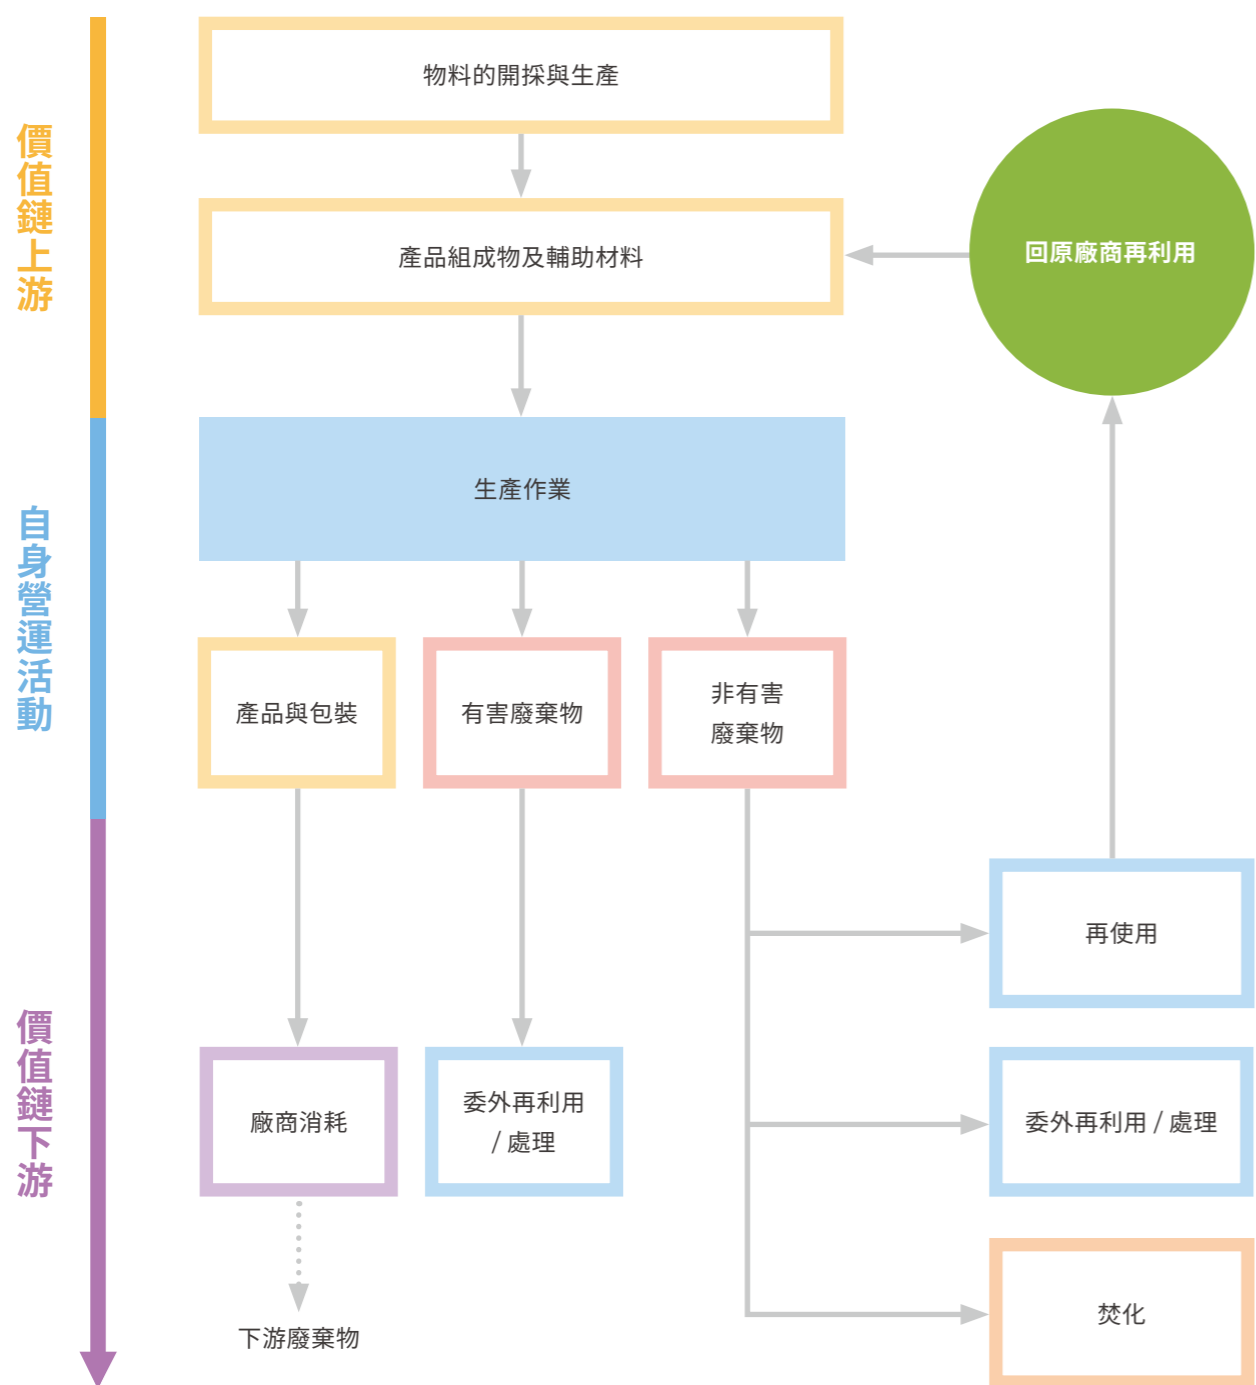 價值鏈上游
自身營運活動
價值鏈下游
物料的開採與生產
產品組成物及輔助材料
回原廠商再利用
生產作業
產品與包裝
有害廢棄物
非有害
廢棄物
再使用
廠商消耗
委外再利用
/ 處理
委外再利用 / 處理
焚化
下游廢棄物